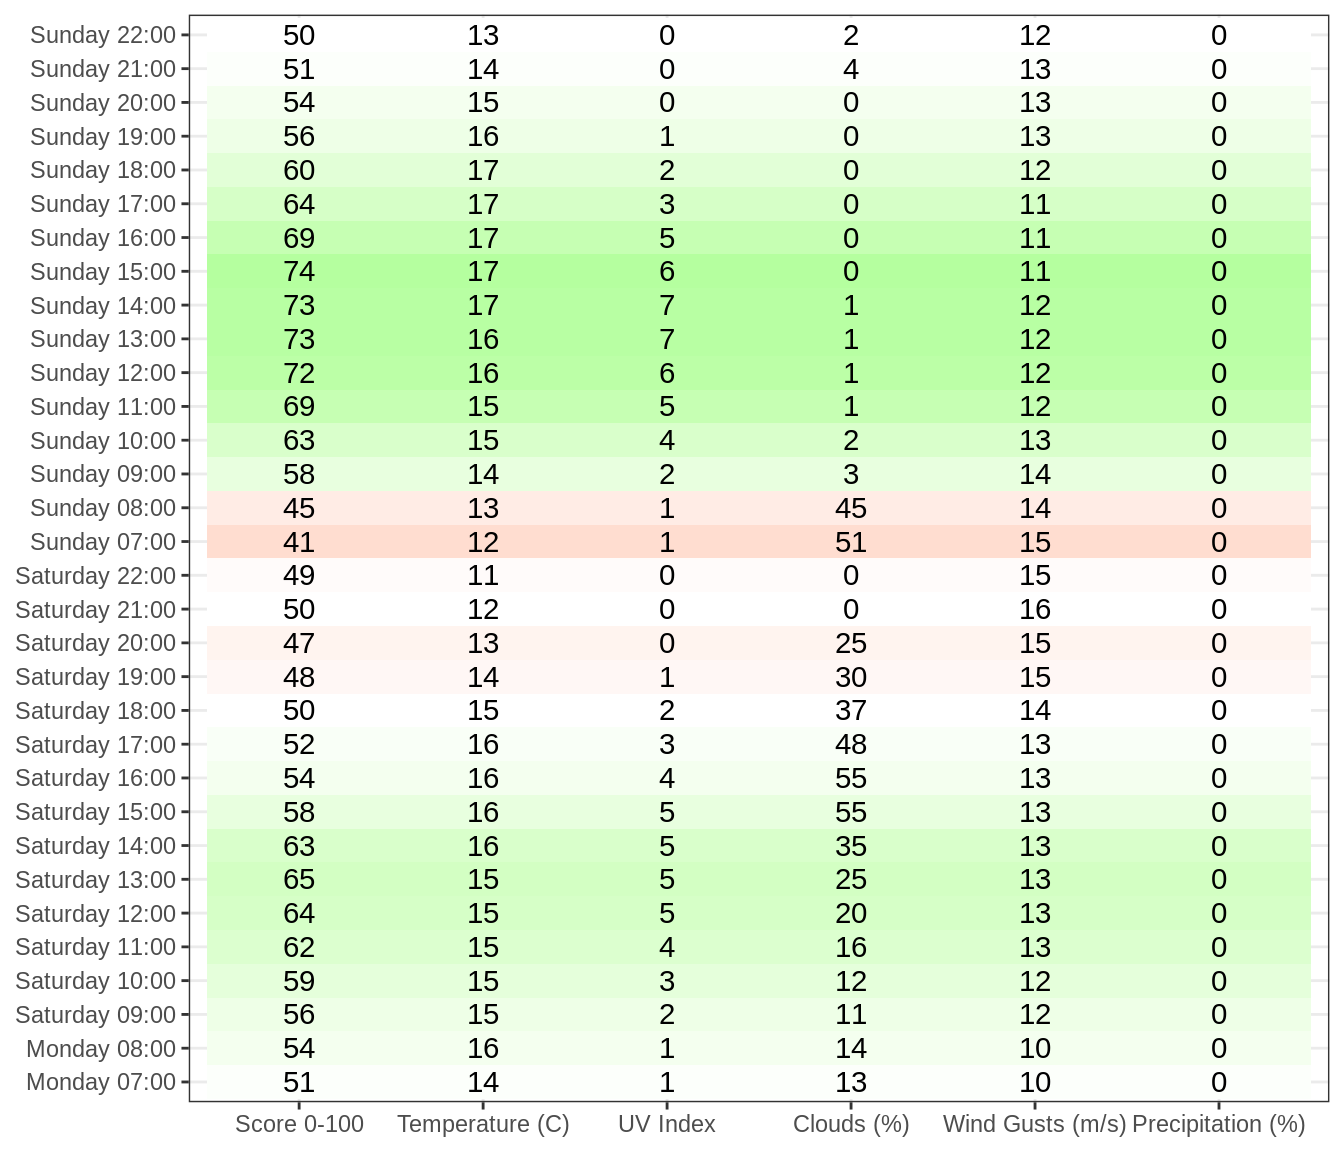 Sunday 22:00 50 13 0 2 12 0
Sunday 21:00 51 14 0 4 13 0
Sunday 20:00 54 15 0 0 13 0
Sunday 19:00 56 16 1 0 13 0
Sunday 18:00 60 17 2 0 12 0
Sunday 17:00 64 17 3 0 11 0
Sunday 16:00 69 17 5 0 11 0
Sunday 15:00 74 17 6 0 11 0
Sunday 14:00 73 17 7 1 12 0
Sunday 13:00 73 16 7 1 12 0
Sunday 12:00 72 16 6 1 12 0
Sunday 11:00 69 15 5 1 12 0
Sunday 10:00 63 15 4 2 13 0
Sunday 09:00 58 14 2 3 14 0
Sunday 08:00 45 13 1 45 14 0
Sunday 07:00 41 12 1 51 15 0
Saturday 22:00 49 11 0 0 15 0
Saturday 21:00 50 12 0 0 16 0
Saturday 20:00 47 13 0 25 15 0
Saturday 19:00 48 14 1 30 15 0
Saturday 18:00 50 15 2 37 14 0
Saturday 17:00 52 16 3 48 13 0
Saturday 16:00 54 16 4 55 13 0
Saturday 15:00 58 16 5 55 13 0
Saturday 14:00 63 16 5 35 13 0
Saturday 13:00 65 15 5 25 13 0
Saturday 12:00 64 15 5 20 13 0
Saturday 11:00 62 15 4 16 13 0
Saturday 10:00 59 15 3 12 12 0
Saturday 09:00 56 15 2 11 12 0
Monday 08:00 54 16 1 14 10 0
Monday 07:00 51 14 1 13 10 0
Score 0-100 Temperature (C) UV Index Clouds (%) Wind Gusts (m/s) Precipitation (%)